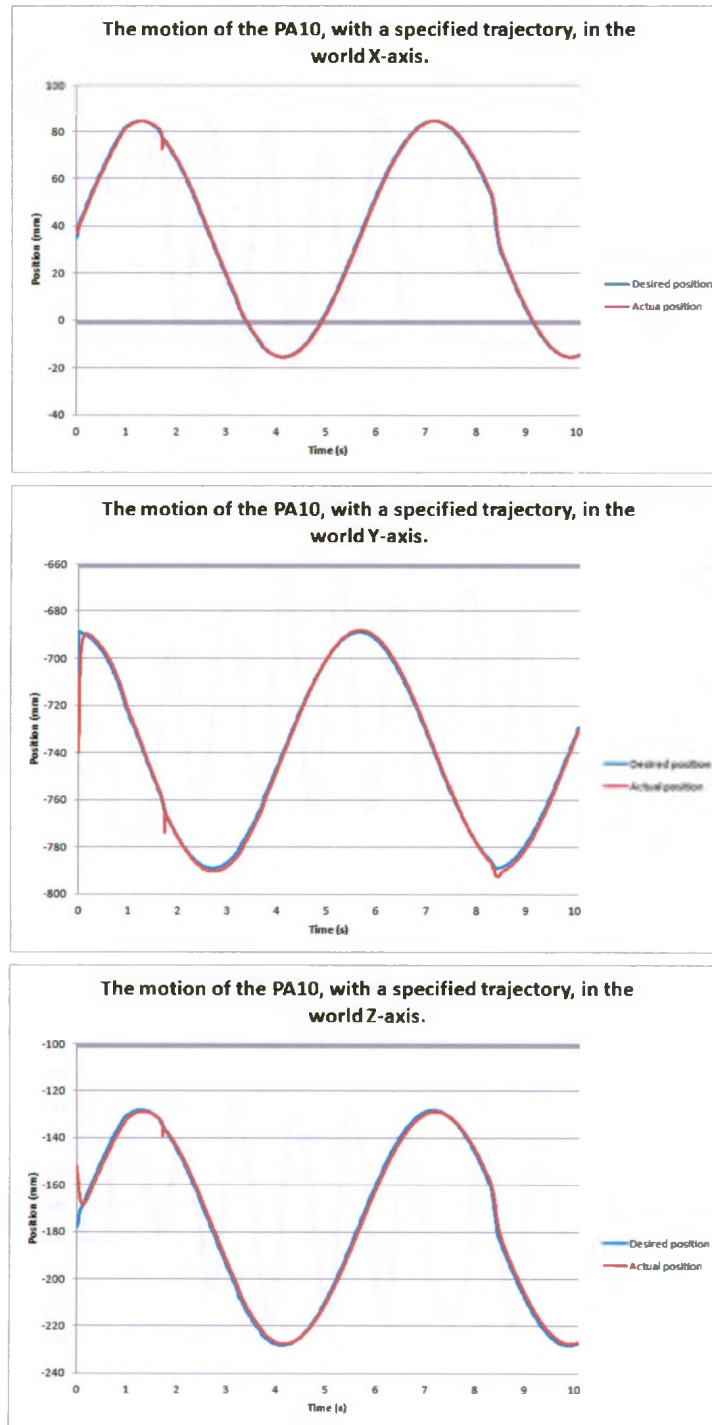 The motion of the PA10, with a specified trajectory, in the
world X-axis.
100
80
60
40
20
0
-20
-40
Position (mm)
0 1 2 3 4 5 6 7 8 9 10
Time (s)
Desired position
Actua position
The motion of the PA10, with a specified trajectory, in the
world Y-axis.
-660
-680
-700
-720
-740
-760
-780
-800
Position (mm)
0 1 2 3 4 5 6 7 8 9 10
Time (s)
Desired position
Actual position
The motion of the PA10, with a specified trajectory, in the
world Z-axis.
-100
-120
-140
-160
-180
-200
-220
-240
Position (mm)
0 1 2 3 4 5 6 7 8 9 10
Time (s)
Desired position
Actual position